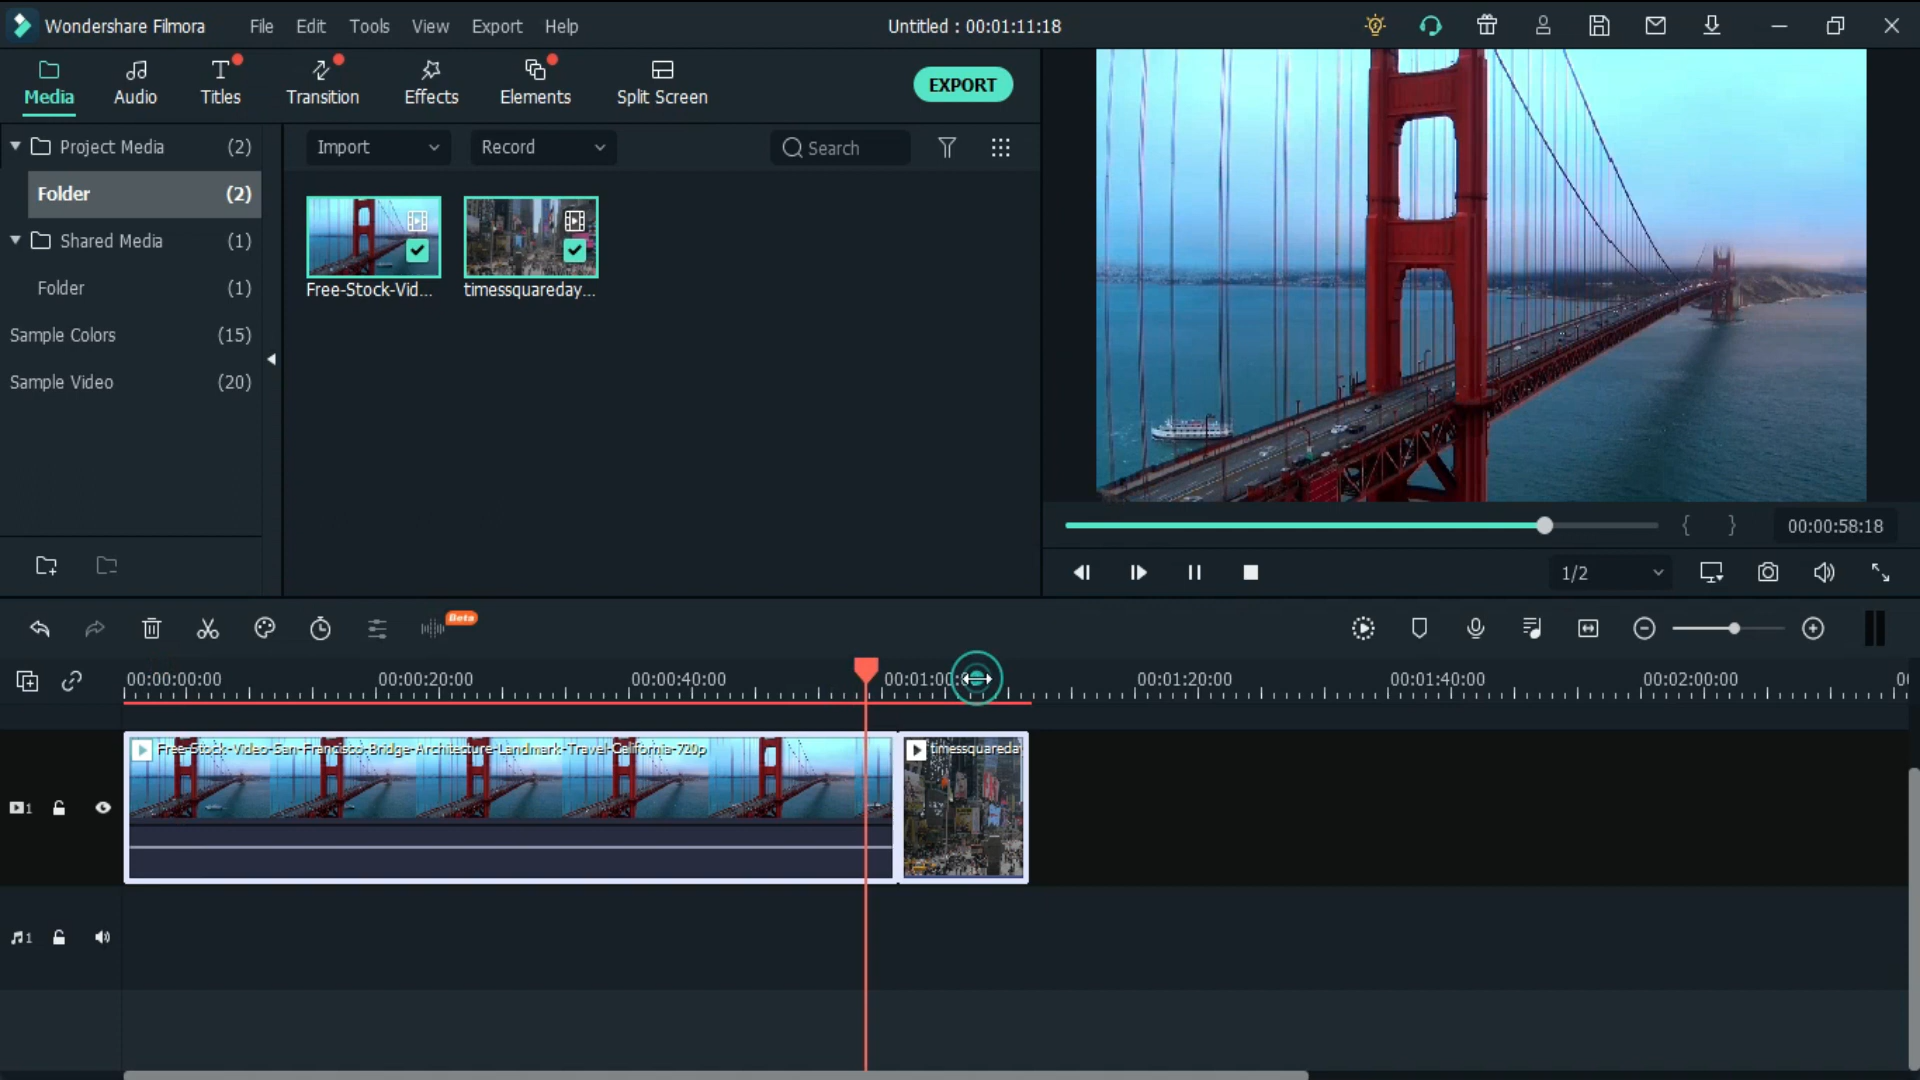 Wondershare Filmora File Edit Tools View Export Help Untitled : 00:01:11:18
Media Audio Titles Transition Effects Elements Split Screen EXPORT
Project Media (2) Import Record Search
Folder (2)
Shared Media (1)
Folder (1)
Sample Colors (15)
Sample Video (20)
Free-Stock-Vid... timessquareday...
{ } 00:00:58:18
1/2
Beta
00:00:00:00 00:00:20:00 00:00:40:00 00:01:20:00 00:01:40:00 00:02:00:00
Free-Stock-Video-San-Francisco-Bridge-Architecture-Landmark-Travel-California-720p timessquareday
1
1